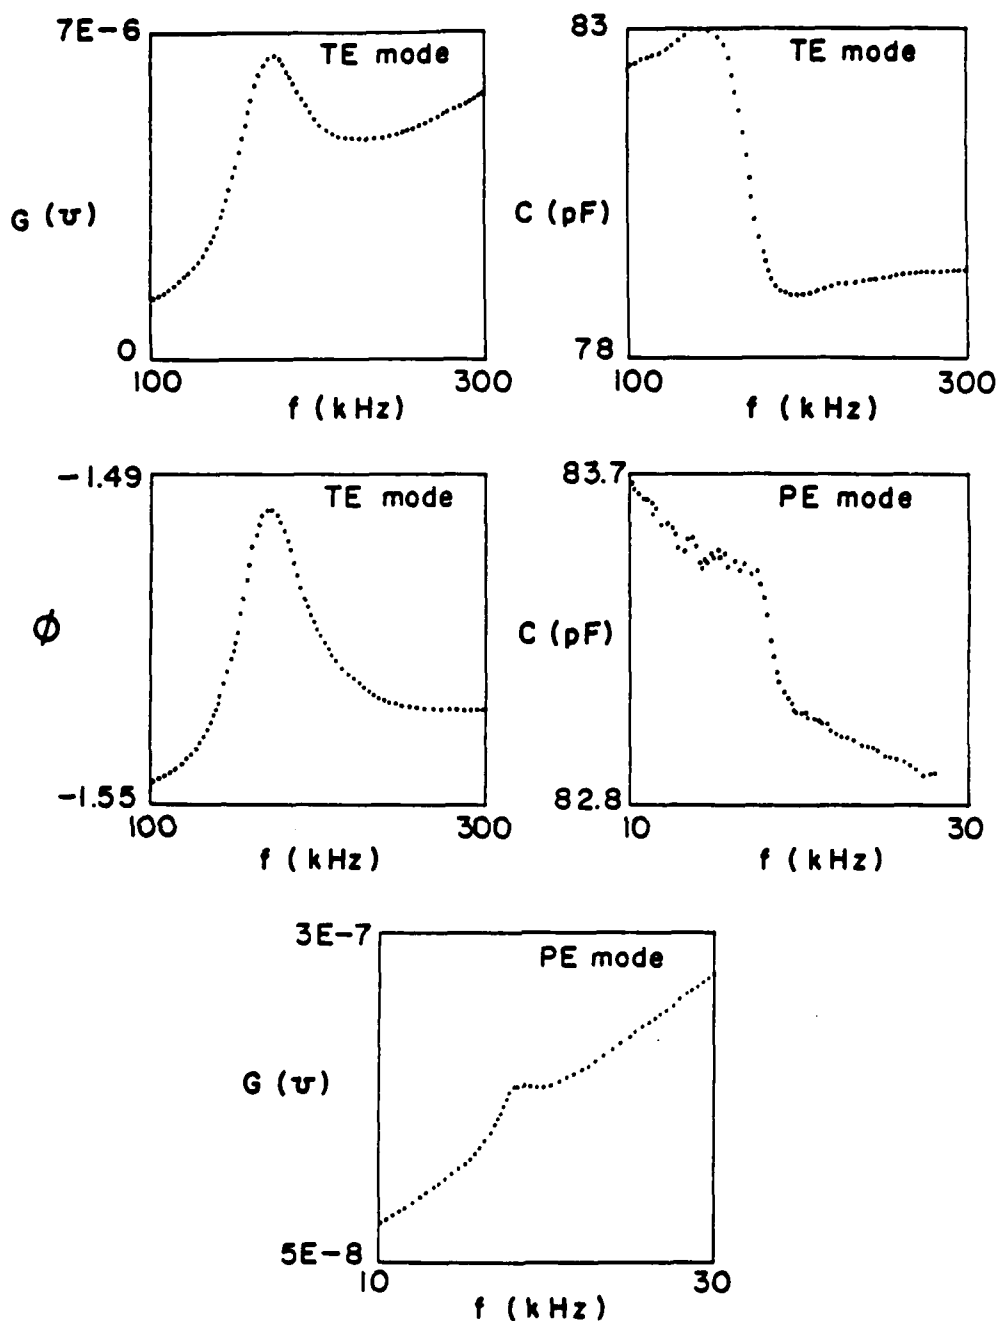 7E-6
TE mode
G (℧)
0
100
300
f (kHz)
83
TE mode
C (pF)
78
100
300
f (kHz)
-1.49
TE mode
ϕ
-1.55
100
300
f (kHz)
83.7
PE mode
C (pF)
82.8
10
30
f (kHz)
3E-7
PE mode
G (℧)
5E-8
10
30
f (kHz)